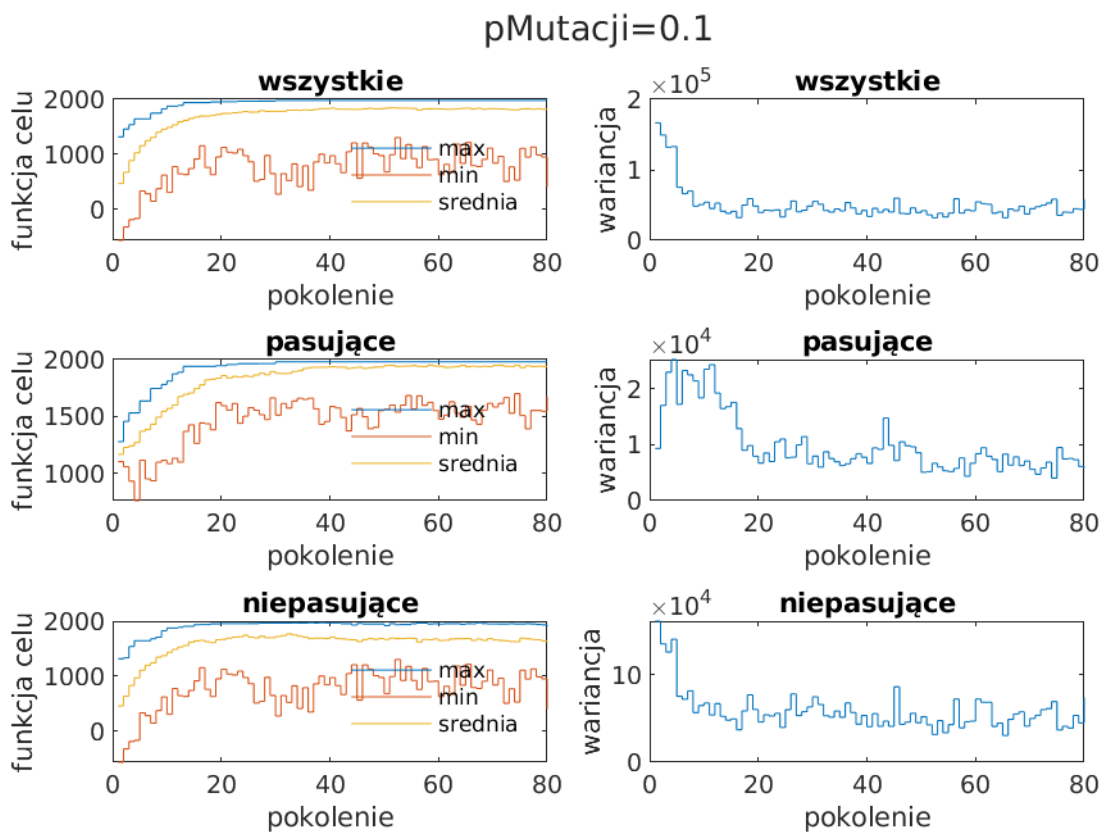 pMutacji=0.1
wszystkie
funkcja celu
2000
1000
0
max
min
srednia
0 20 40 60 80
pokolenie
wszystkie
×10^5
wariancja
2
1
0
0 20 40 60 80
pokolenie
pasujące
funkcja celu
2000
1500
1000
max
min
srednia
0 20 40 60 80
pokolenie
pasujące
×10^4
wariancja
2
1
0
0 20 40 60 80
pokolenie
niepasujące
funkcja celu
2000
1000
0
max
min
srednia
0 20 40 60 80
pokolenie
niepasujące
×10^4
wariancja
10
0
0 20 40 60 80
pokolenie